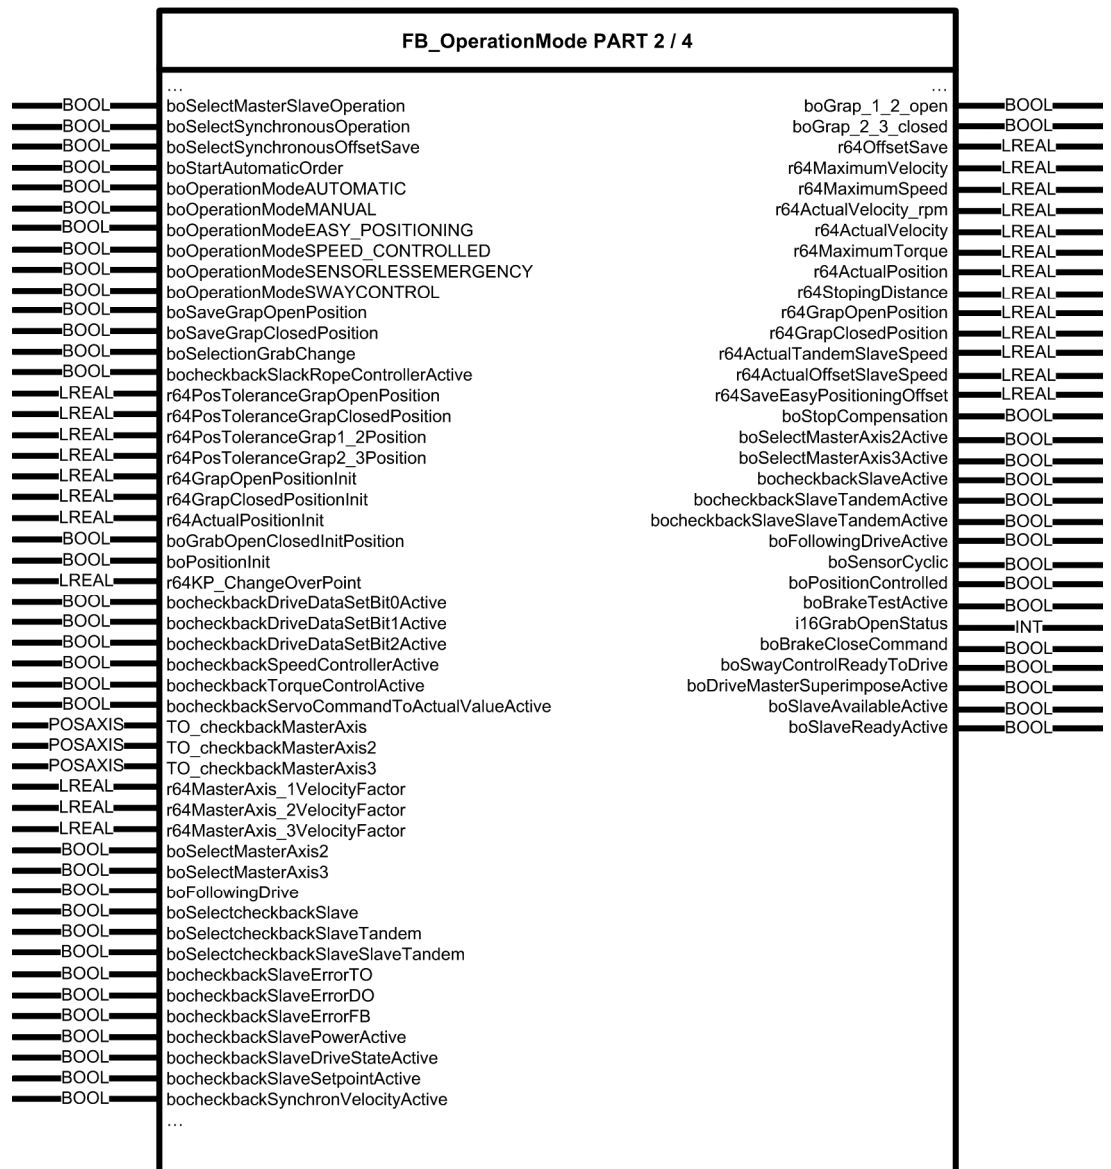 FB_OperationMode PART 2 / 4
... ...
BOOL boSelectMasterSlaveOperation boGrap_1_2_open BOOL
BOOL boSelectSynchronousOperation boGrap_2_3_closed BOOL
BOOL boSelectSynchronousOffsetSave r64OffsetSave LREAL
BOOL boStartAutomaticOrder r64MaximumVelocity LREAL
BOOL boOperationModeAUTOMATIC r64MaximumSpeed LREAL
BOOL boOperationModeMANUAL r64ActualVelocity_rpm LREAL
BOOL boOperationModeEASY_POSITIONING r64ActualVelocity LREAL
BOOL boOperationModeSPEED_CONTROLLED r64MaximumTorque LREAL
BOOL boOperationModeSENSORLESSEMERGENCY r64ActualPosition LREAL
BOOL boOperationModeSWAYCONTROL r64StopingDistance LREAL
BOOL boSaveGrapOpenPosition r64GrapOpenPosition LREAL
BOOL boSaveGrapClosedPosition r64GrapClosedPosition LREAL
BOOL boSelectionGrabChange r64ActualTandemSlaveSpeed LREAL
BOOL bocheckbackSlackRopeControllerActive r64ActualOffsetSlaveSpeed LREAL
LREAL r64PosToleranceGrapOpenPosition r64SaveEasyPositioningOffset LREAL
LREAL r64PosToleranceGrapClosedPosition boStopCompensation BOOL
LREAL r64PosToleranceGrap1_2Position boSelectMasterAxis2Active BOOL
LREAL r64PosToleranceGrap2_3Position boSelectMasterAxis3Active BOOL
LREAL r64GrapOpenPositionInit bocheckbackSlaveActive BOOL
LREAL r64GrapClosedPositionInit bocheckbackSlaveTandemActive BOOL
LREAL r64ActualPositionInit bocheckbackSlaveSlaveTandemActive BOOL
BOOL boGrabOpenClosedInitPosition boFollowingDriveActive BOOL
BOOL boPositionInit boSensorCyclic BOOL
LREAL r64KP_ChangeOverPoint boPositionControlled BOOL
BOOL bocheckbackDriveDataSetBit0Active boBrakeTestActive BOOL
BOOL bocheckbackDriveDataSetBit1Active i16GrabOpenStatus INT
BOOL bocheckbackDriveDataSetBit2Active boBrakeCloseCommand BOOL
BOOL bocheckbackSpeedControllerActive boSwayControlReadyToDrive BOOL
BOOL bocheckbackTorqueControlActive boDriveMasterSuperimposeActive BOOL
BOOL bocheckbackServoCommandToActualValueActive boSlaveAvailableActive BOOL
POSAXIS TO_checkbackMasterAxis boSlaveReadyActive BOOL
POSAXIS TO_checkbackMasterAxis2
POSAXIS TO_checkbackMasterAxis3
LREAL r64MasterAxis_1VelocityFactor
LREAL r64MasterAxis_2VelocityFactor
LREAL r64MasterAxis_3VelocityFactor
BOOL boSelectMasterAxis2
BOOL boSelectMasterAxis3
BOOL boFollowingDrive
BOOL boSelectcheckbackSlave
BOOL boSelectcheckbackSlaveTandem
BOOL boSelectcheckbackSlaveSlaveTandem
BOOL bocheckbackSlaveErrorTO
BOOL bocheckbackSlaveErrorDO
BOOL bocheckbackSlaveErrorFB
BOOL bocheckbackSlavePowerActive
BOOL bocheckbackSlaveDriveStateActive
BOOL bocheckbackSlaveSetpointActive
BOOL bocheckbackSynchronVelocityActive
...